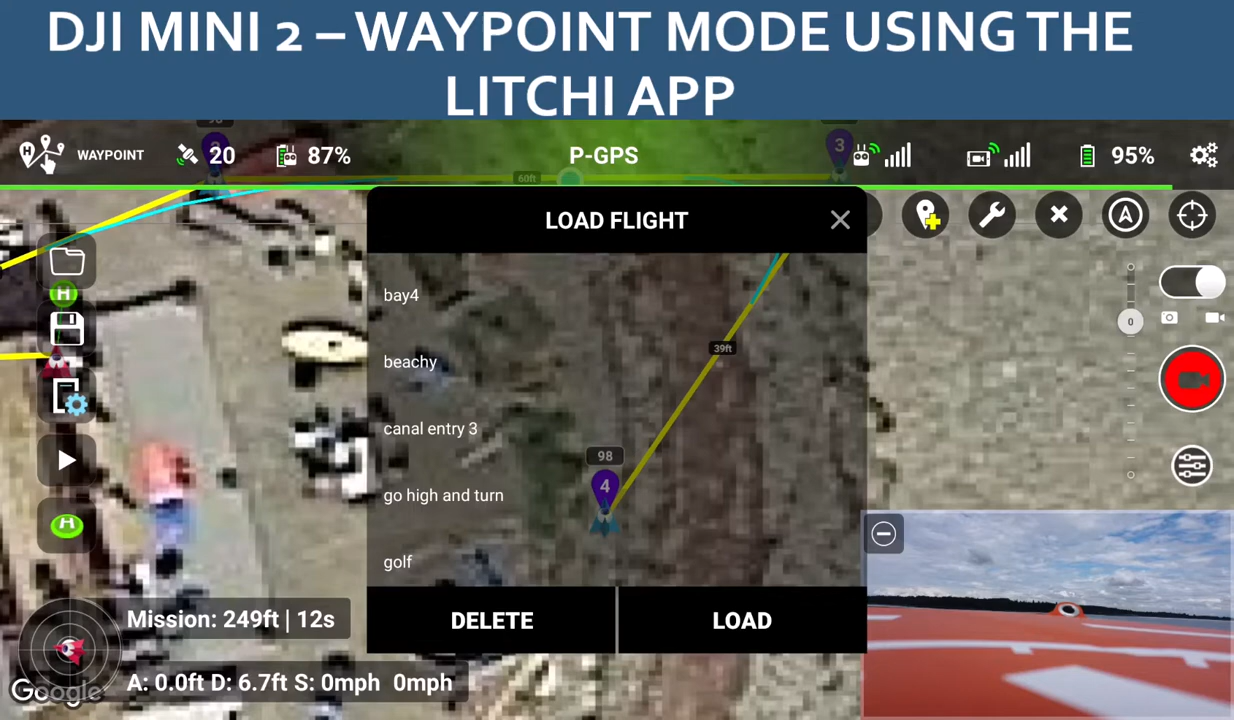 DJI MINI 2 – WAYPOINT MODE USING THE
LITCHI APP
WAYPOINT
20
87%
P-GPS
3
95%
60ft
LOAD FLIGHT
bay4
beachy
canal entry 3
go high and turn
golf
39ft
98
4
H
H
H
A
0
DELETE
LOAD
Mission: 249ft | 12s
A: 0.0ft D: 6.7ft S: 0mph 0mph
Google